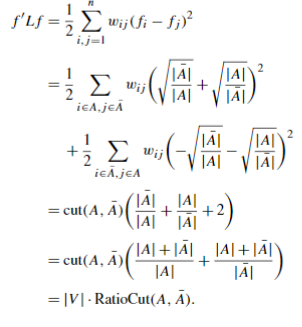 f′Lf = 1/2 ∑_{i,j=1}^{n} w_{ij}(f_i − f_j)²
= 1/2 ∑_{i∈A, j∈Ā} w_{ij}(√(|Ā|/|A|) + √(|A|/|Ā|))²
+ 1/2 ∑_{i∈Ā, j∈A} w_{ij}(−√(|Ā|/|A|) − √(|A|/|Ā|))²
= cut(A, Ā)(|Ā|/|A| + |A|/|Ā| + 2)
= cut(A, Ā)((|A| + |Ā|)/|A| + (|A| + |Ā|)/|Ā|)
= |V| · RatioCut(A, Ā).